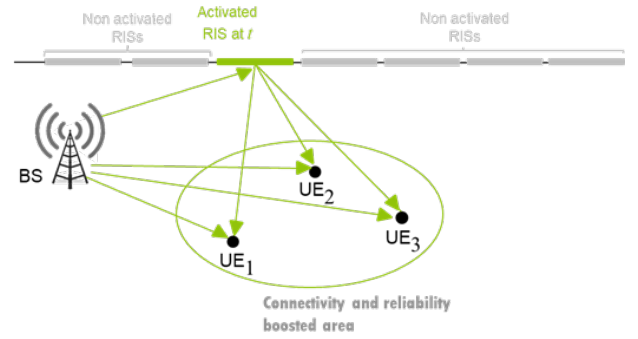 Non activated
RISs
Activated
RIS at t
Non activated
RISs
BS
UE2
UE3
UE1
Connectivity and reliability
boosted area